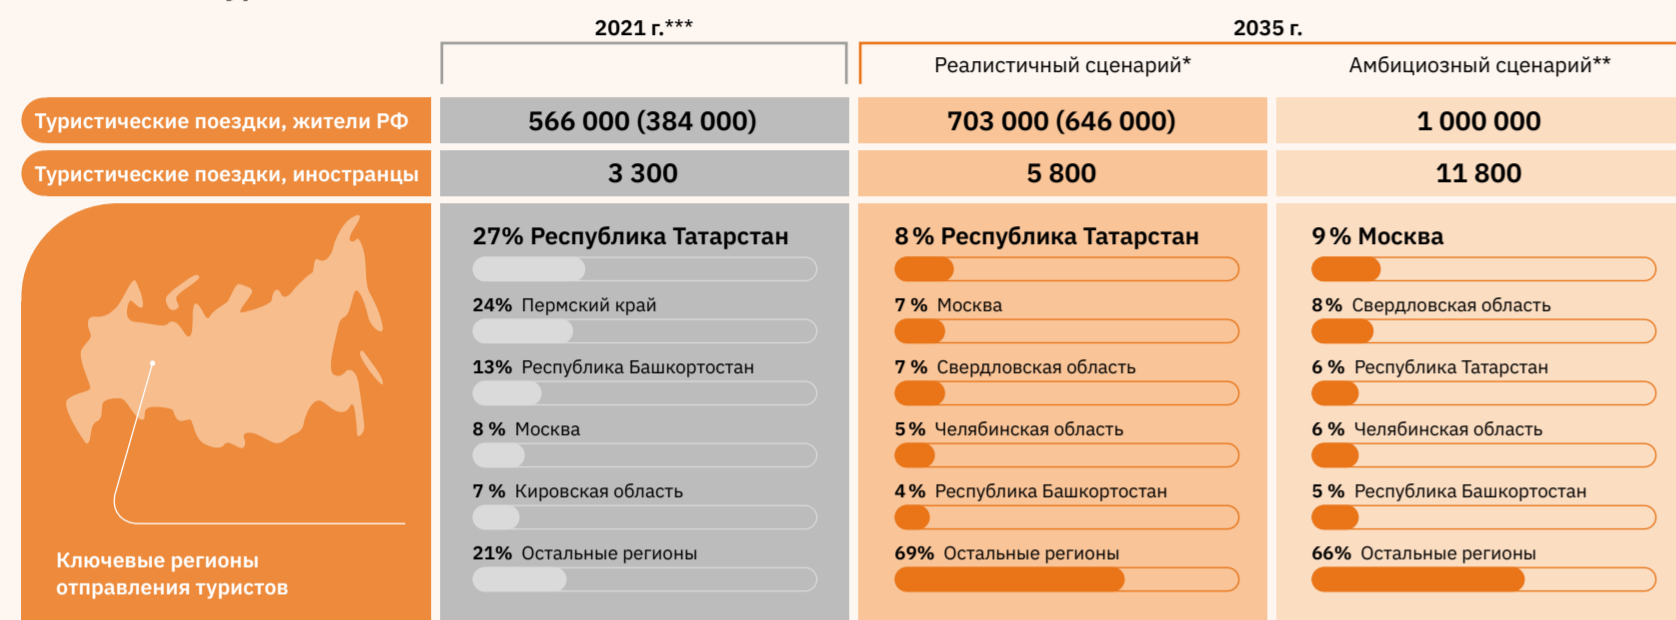 2021 г.***
2035 г.
Реалистичный сценарий*
Амбициозный сценарий**
Туристические поездки, жители РФ
566 000 (384 000)
703 000 (646 000)
1 000 000
Туристические поездки, иностранцы
3 300
5 800
11 800
Ключевые регионы
отправления туристов
27% Республика Татарстан
24% Пермский край
13% Республика Башкортостан
8 % Москва
7 % Кировская область
21% Остальные регионы
8 % Республика Татарстан
7 % Москва
7 % Свердловская область
5 % Челябинская область
4 % Республика Башкортостан
69% Остальные регионы
9 % Москва
8 % Свердловская область
6 % Республика Татарстан
6 % Челябинская область
5 % Республика Башкортостан
66% Остальные регионы